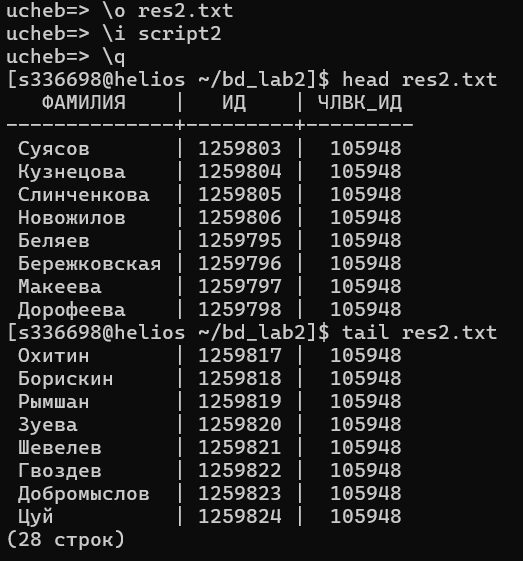 ucheb=> \o res2.txt
ucheb=> \i script2
ucheb=> \q
[s336698@helios ~/bd_lab2]$ head res2.txt
   ФАМИЛИЯ    |   ИД    | ЧЛВК_ИД
--------------+---------+---------
 Суясов       | 1259803 |  105948
 Кузнецова    | 1259804 |  105948
 Слинченкова  | 1259805 |  105948
 Новожилов    | 1259806 |  105948
 Беляев       | 1259795 |  105948
 Бережковская | 1259796 |  105948
 Макеева      | 1259797 |  105948
 Дорофеева    | 1259798 |  105948
[s336698@helios ~/bd_lab2]$ tail res2.txt
 Охитин       | 1259817 |  105948
 Борискин     | 1259818 |  105948
 Рымшан       | 1259819 |  105948
 Зуева        | 1259820 |  105948
 Шевелев      | 1259821 |  105948
 Гвоздев      | 1259822 |  105948
 Добромыслов  | 1259823 |  105948
 Цуй          | 1259824 |  105948
(28 строк)